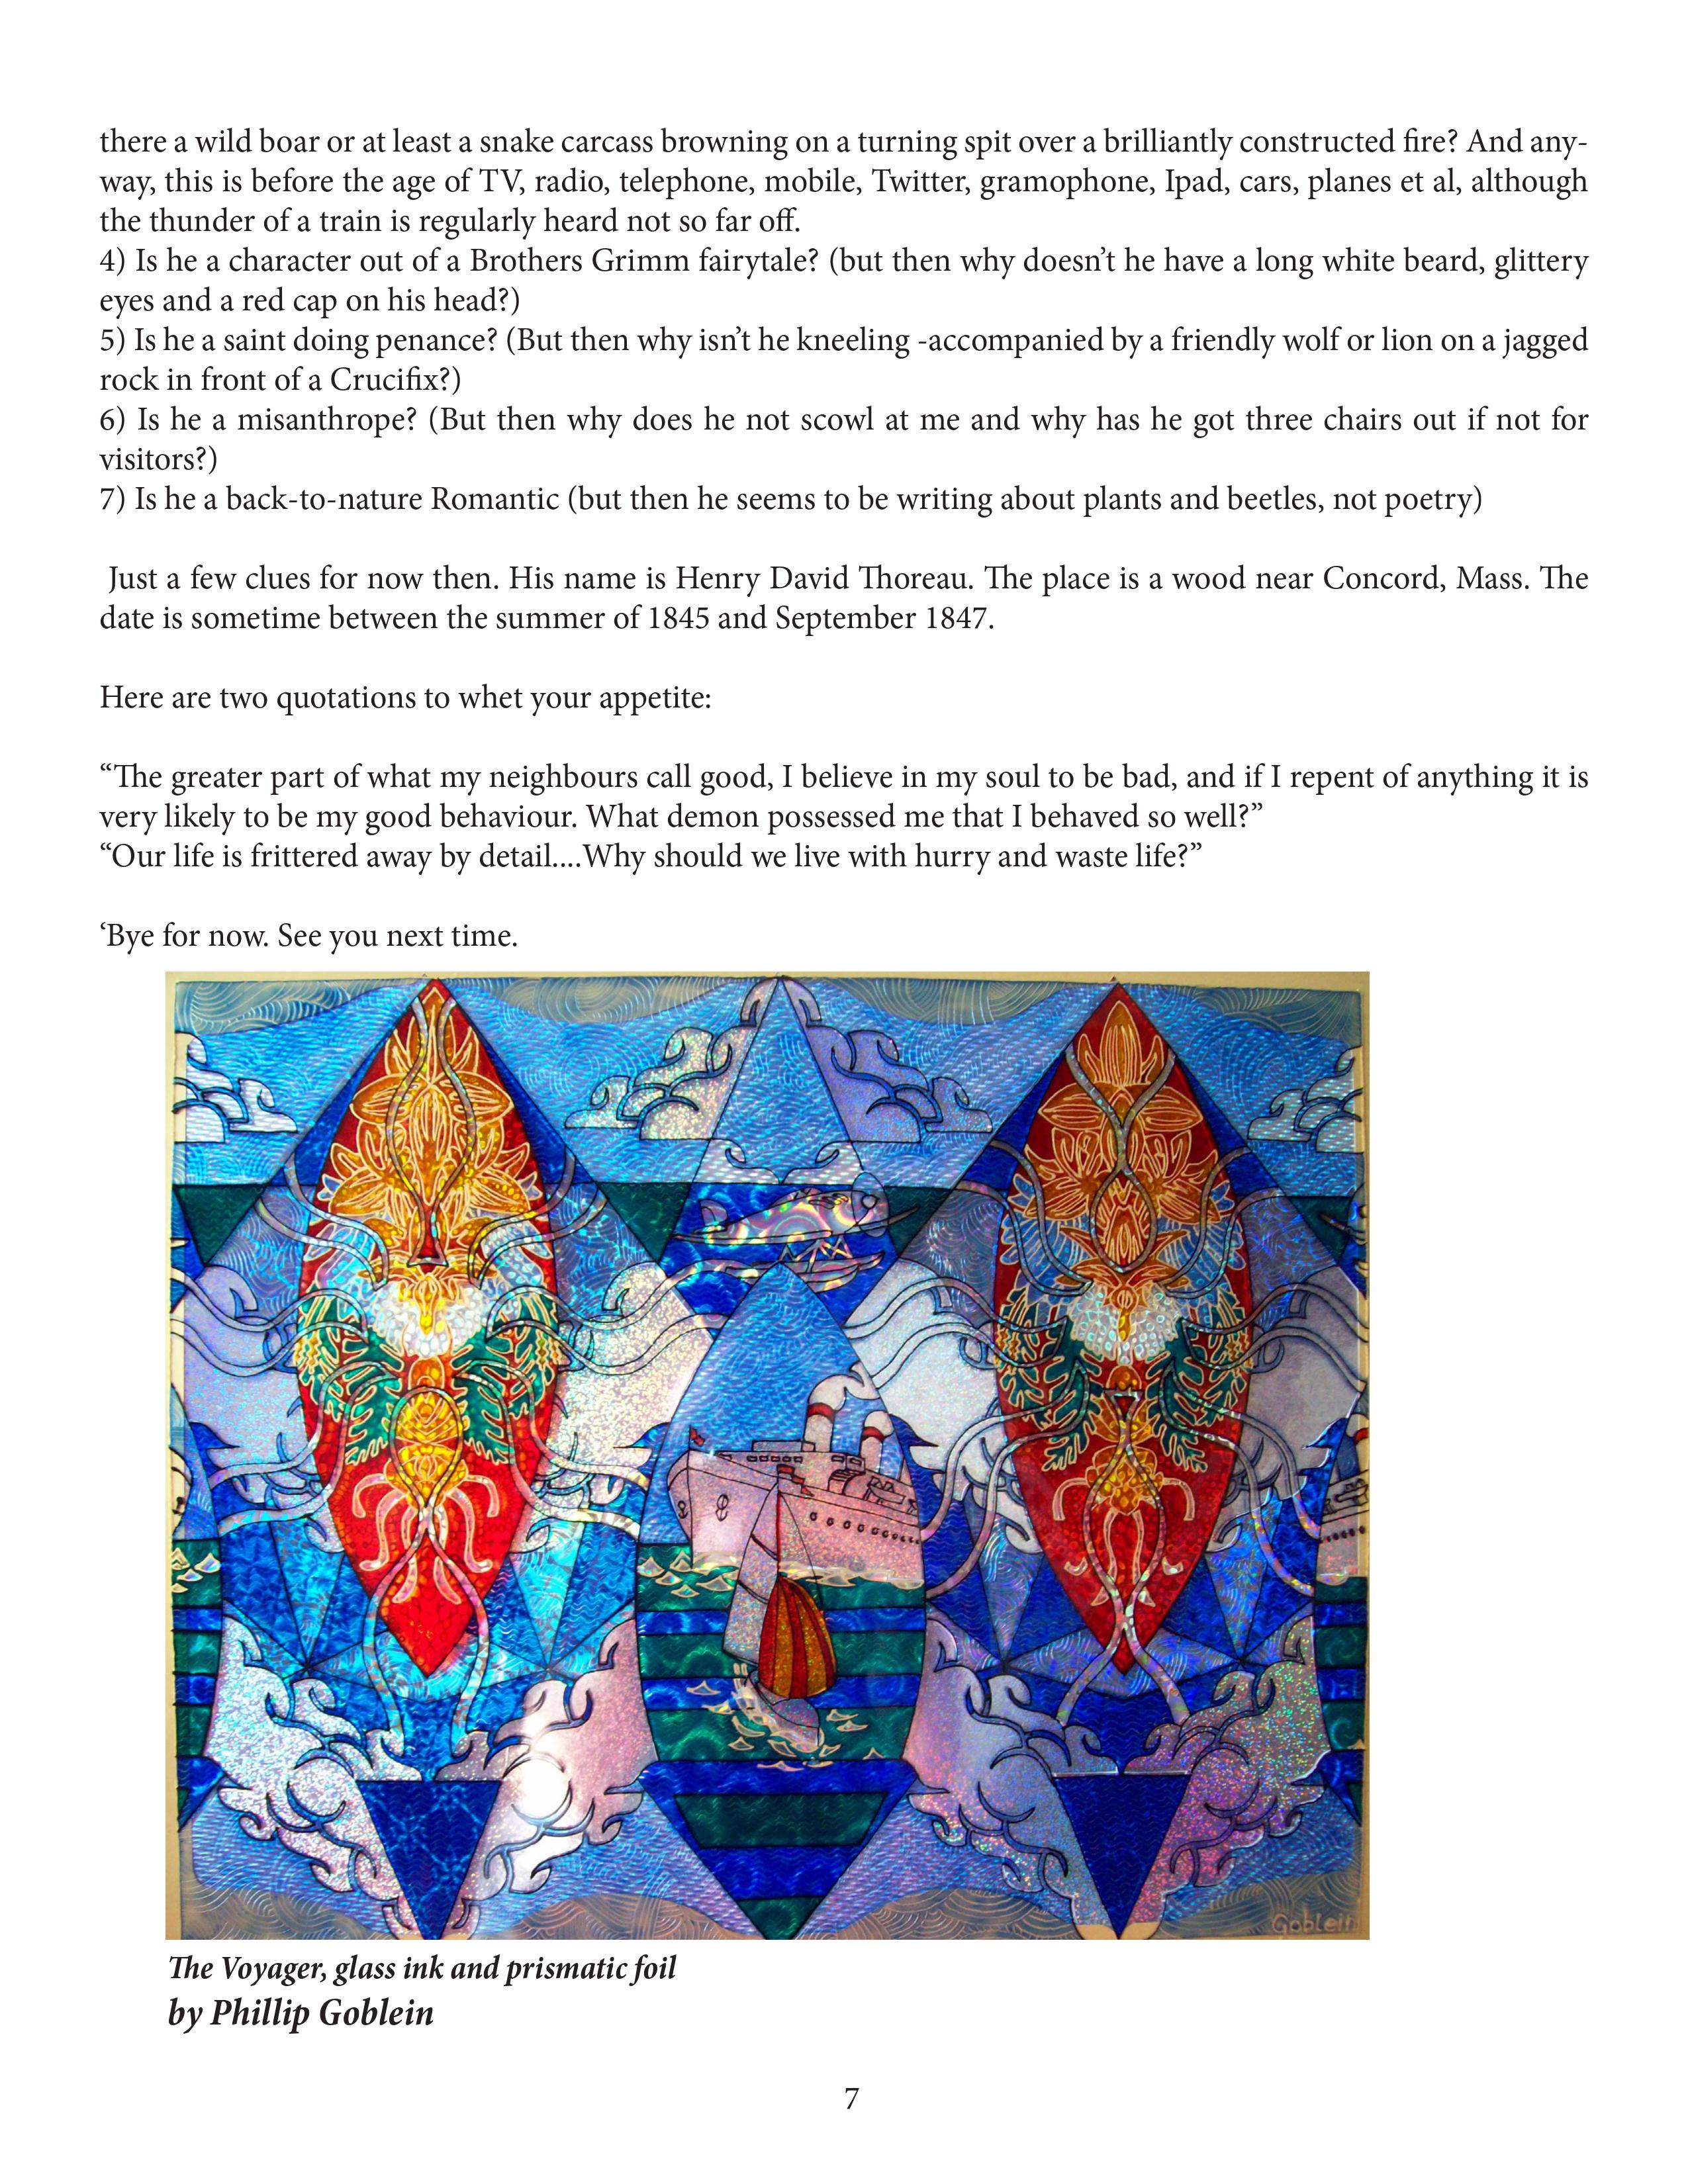 there a wild boar or at least a snake carcass browning on a turning spit over a brilliantly constructed fire? And any-
way, this is before the age of TV, radio, telephone, mobile, Twitter, gramophone, Ipad, cars, planes et al, although
the thunder of a train is regularly heard not so far off.
4) Is he a character out of a Brothers Grimm fairytale? (but then why doesn’t he have a long white beard, glittery
eyes and a red cap on his head?)
5) Is he a saint doing penance? (But then why isn’t he kneeling -accompanied by a friendly wolf or lion on a jagged
rock in front of a Crucifix?)
6) Is he a misanthrope? (But then why does he not scowl at me and why has he got three chairs out if not for
visitors?)
7) Is he a back-to-nature Romantic (but then he seems to be writing about plants and beetles, not poetry)
Just a few clues for now then. His name is Henry David Thoreau. The place is a wood near Concord, Mass. The
date is sometime between the summer of 1845 and September 1847.
Here are two quotations to whet your appetite:
“The greater part of what my neighbours call good, I believe in my soul to be bad, and if I repent of anything it is
very likely to be my good behaviour. What demon possessed me that I behaved so well?”
“Our life is frittered away by detail....Why should we live with hurry and waste life?”
‘Bye for now. See you next time.
Goblein
The Voyager, glass ink and prismatic foil
by Phillip Goblein
7